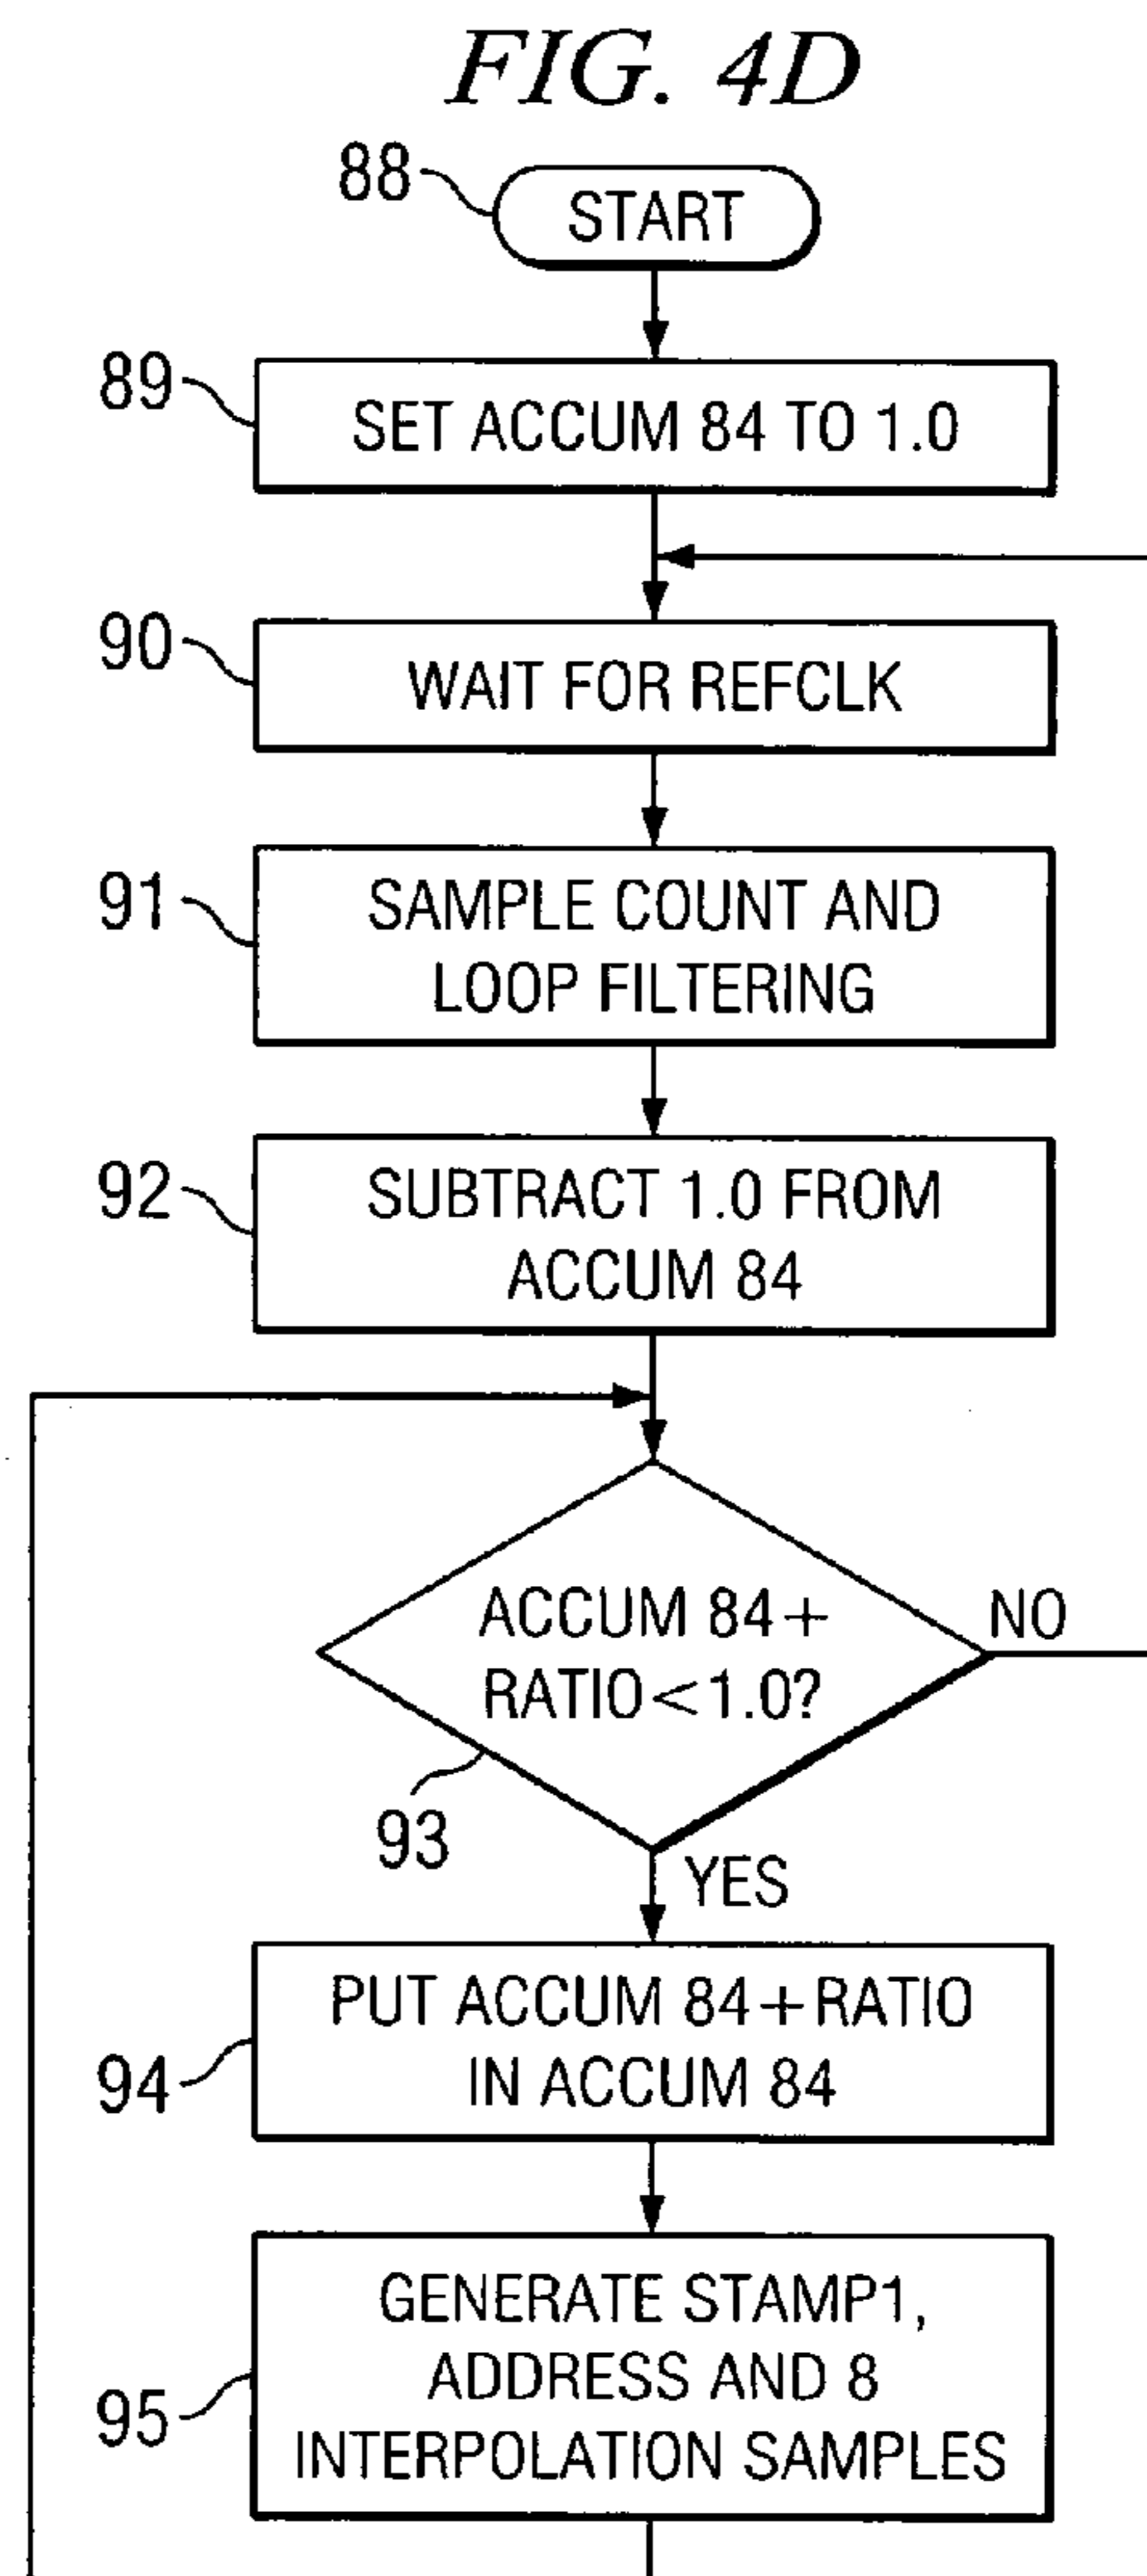 FIG. 4D
88
START
89
SET ACCUM 84 TO 1.0
90
WAIT FOR REFCLK
91
SAMPLE COUNT AND
LOOP FILTERING
92
SUBTRACT 1.0 FROM
ACCUM 84
ACCUM 84+
RATIO<1.0?
NO
93
YES
94
PUT ACCUM 84+RATIO
IN ACCUM 84
95
GENERATE STAMP1,
ADDRESS AND 8
INTERPOLATION SAMPLES